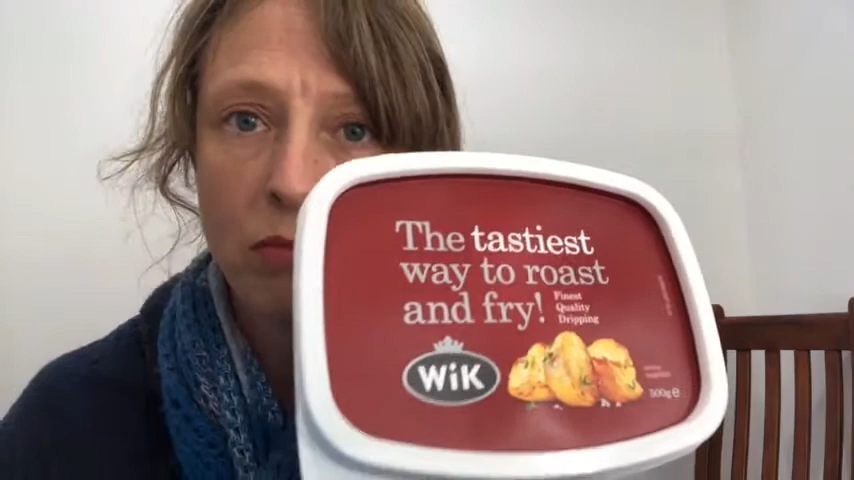 The tastiest
way to roast
and fry!
Finest
Quality
Dripping
WiK
500g e